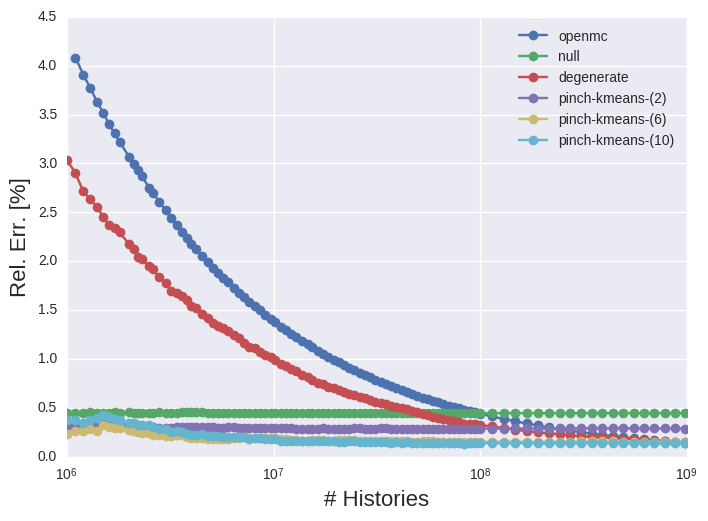 4.5
4.0
3.5
3.0
2.5
2.0
1.5
1.0
0.5
0.0
Rel. Err. [%]
openmc
null
degenerate
pinch-kmeans-(2)
pinch-kmeans-(6)
pinch-kmeans-(10)
10⁶ 10⁷ 10⁸ 10⁹
# Histories